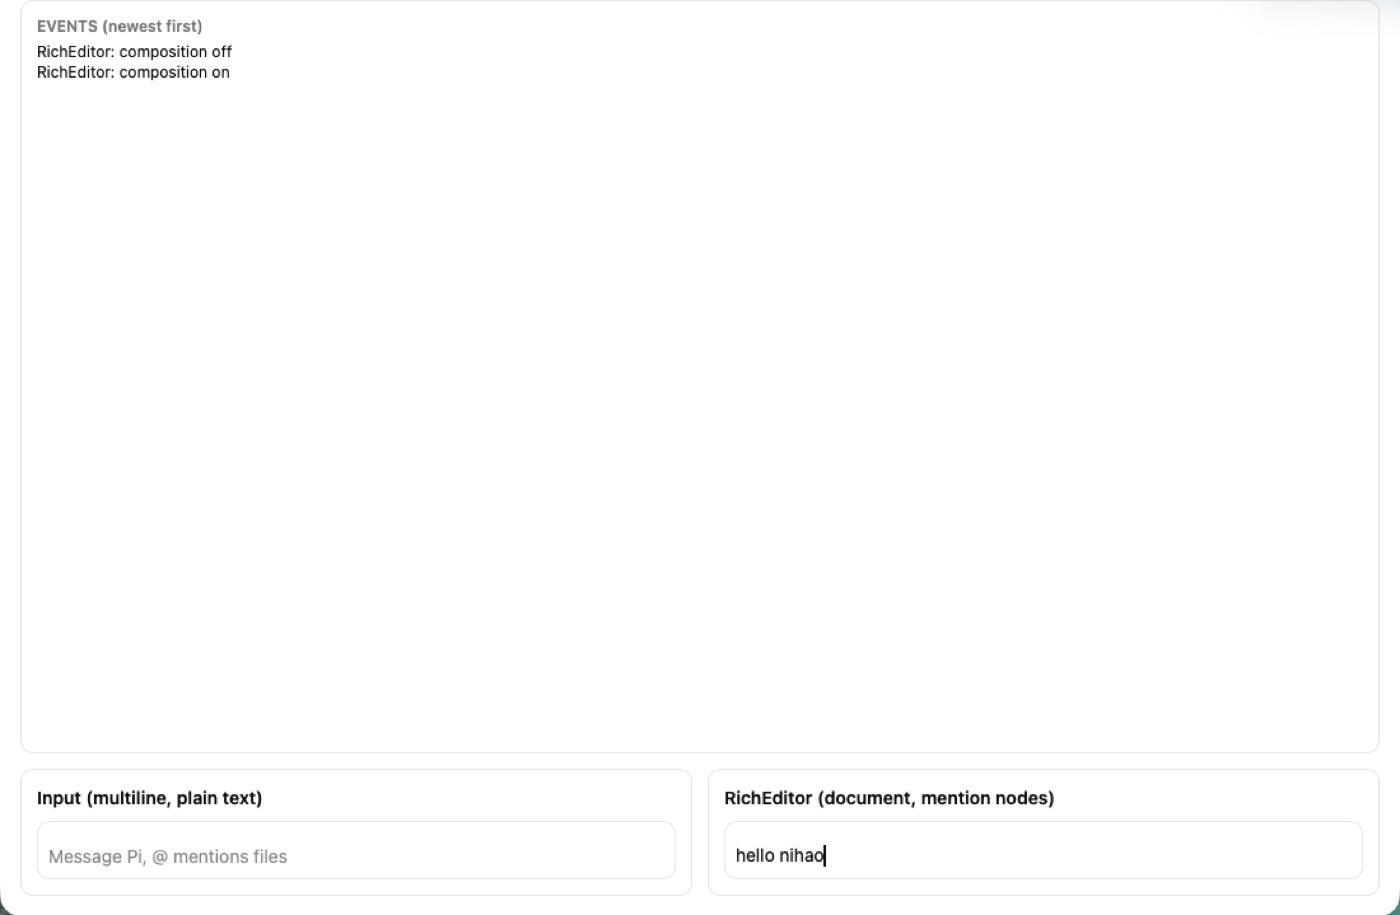 EVENTS (newest first)
RichEditor: composition off
RichEditor: composition on
Input (multiline, plain text)
Message Pi, @ mentions files
RichEditor (document, mention nodes)
hello nihao